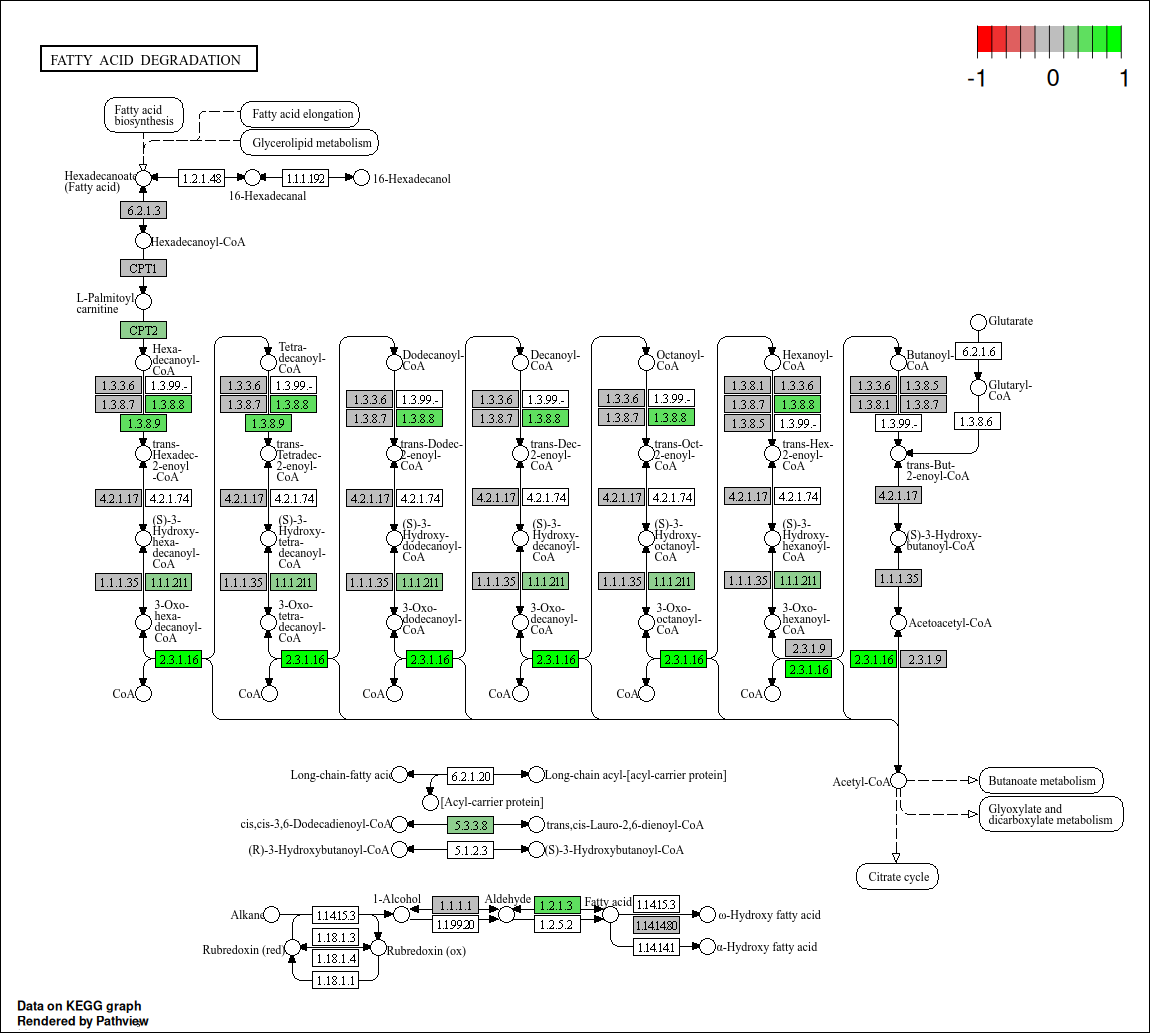 FATTY ACID DEGRADATION
-1 0 1
Fatty acid
biosynthesis
Fatty acid elongation
Glycerolipid metabolism
Hexadecanoate
(Fatty acid)
1.2.1.48
1.1.1.192
16-Hexadecanol
16-Hexadecanal
6.2.1.3
Hexadecanoyl-CoA
CPT1
L-Palmitoyl
carnitine
CPT2
Glutarate
6.2.1.6
Glutaryl-
CoA
1.3.8.6
Hexa-
decanoyl-
CoA
1.3.3.6 1.3.99.-
1.3.8.7 1.3.8.8
1.3.8.9
trans-
Hexadec-
2-enoyl
-CoA
4.2.1.17 4.2.1.74
(S)-3-
Hydroxy-
hexa-
decanoyl-
CoA
1.1.1.35 1.1.1.211
3-Oxo-
hexa-
decanoyl-
CoA
2.3.1.16
CoA
Tetra-
decanoyl-
CoA
1.3.3.6 1.3.99.-
1.3.8.7 1.3.8.8
1.3.8.9
trans-
Tetradec-
2-enoyl-
CoA
4.2.1.17 4.2.1.74
(S)-3-
Hydroxy-
tetra-
decanoyl-
CoA
1.1.1.35 1.1.1.211
3-Oxo-
tetra-
decanoyl-
CoA
2.3.1.16
CoA
Dodecanoyl-
CoA
1.3.3.6 1.3.99.-
1.3.8.7 1.3.8.8
trans-Dodec-
2-enoyl-
CoA
4.2.1.17 4.2.1.74
(S)-3-
Hydroxy-
dodecanoyl-
CoA
1.1.1.35 1.1.1.211
3-Oxo-
dodecanoyl-
CoA
2.3.1.16
CoA
Decanoyl-
CoA
1.3.3.6 1.3.99.-
1.3.8.7 1.3.8.8
trans-Dec-
2-enoyl-
CoA
4.2.1.17 4.2.1.74
(S)-3-
Hydroxy-
decanoyl-
CoA
1.1.1.35 1.1.1.211
3-Oxo-
decanoyl-
CoA
2.3.1.16
CoA
Octanoyl-
CoA
1.3.3.6 1.3.99.-
1.3.8.7 1.3.8.8
trans-Oct-
2-enoyl-
CoA
4.2.1.17 4.2.1.74
(S)-3-
Hydroxy-
octanoyl-
CoA
1.1.1.35 1.1.1.211
3-Oxo-
octanoyl-
CoA
2.3.1.16
CoA
Hexanoyl-
CoA
1.3.8.1 1.3.3.6
1.3.8.7 1.3.8.8
1.3.8.5 1.3.99.-
trans-Hex-
2-enoyl-
CoA
4.2.1.17 4.2.1.74
(S)-3-
Hydroxy-
hexanoyl-
CoA
1.1.1.35 1.1.1.211
3-Oxo-
hexanoyl-
CoA
2.3.1.9
2.3.1.16
CoA
Butanoyl-
CoA
1.3.3.6 1.3.8.5
1.3.8.1 1.3.8.7
1.3.99.-
trans-But-
2-enoyl-CoA
4.2.1.17
(S)-3-Hydroxy-
butanoyl-CoA
1.1.1.35
Acetoacetyl-CoA
2.3.1.16 2.3.1.9
Acetyl-CoA
Butanoate metabolism
Glyoxylate and
dicarboxylate metabolism
Citrate cycle
Long-chain-fatty acid 6.2.1.20 Long-chain acyl-[acyl-carrier protein]
[Acyl-carrier protein]
cis,cis-3,6-Dodecadienoyl-CoA 5.3.3.8 trans,cis-Lauro-2,6-dienoyl-CoA
(R)-3-Hydroxybutanoyl-CoA 5.1.2.3 (S)-3-Hydroxybutanoyl-CoA
1-Alcohol 1.1.1.1 Aldehyde 1.2.1.3 Fatty acid 1.14.15.3
Alkane 1.14.15.3 1.1.99.20 1.2.5.2 1.14.14.80 ω-Hydroxy fatty acid
1.18.1.3
Rubredoxin (red) 1.18.1.4 Rubredoxin (ox) 1.14.14.1 α-Hydroxy fatty acid
1.18.1.1
Data on KEGG graph
Rendered by Pathview